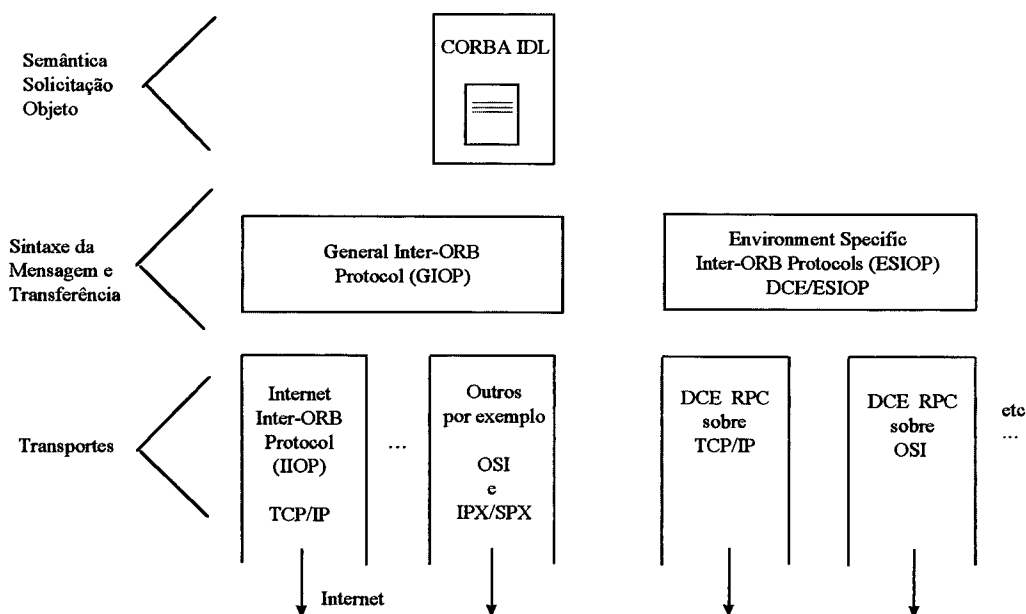 Semântica
Solicitação
Objeto
CORBA IDL
Sintaxe da
Mensagem e
Transferência
General Inter-ORB
Protocol (GIOP)
Environment Specific
Inter-ORB Protocols (ESIOP)
DCE/ESIOP
Transportes
Internet
Inter-ORB
Protocol
(IIOP)
TCP/IP
...
Outros
por exemplo
OSI
e
IPX/SPX
DCE RPC
sobre
TCP/IP
DCE RPC
sobre
OSI
etc
...
Internet